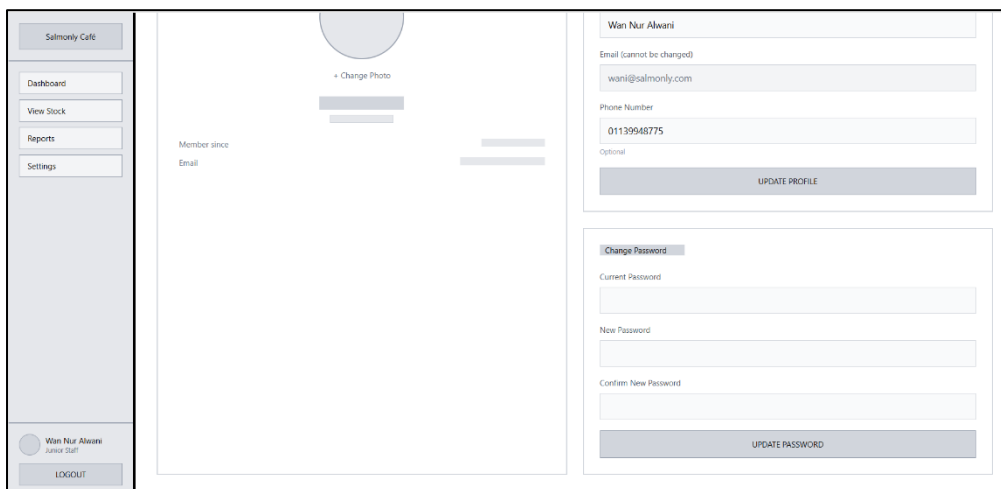 Salmonly Café
Dashboard
View Stock
Reports
Settings
Wan Nur Alwani
Junior Staff
LOGOUT
+ Change Photo
Member since
Email
Wan Nur Alwani
Email (cannot be changed)
wani@salmonly.com
Phone Number
01139948775
Optional
UPDATE PROFILE
Change Password
Current Password
New Password
Confirm New Password
UPDATE PASSWORD